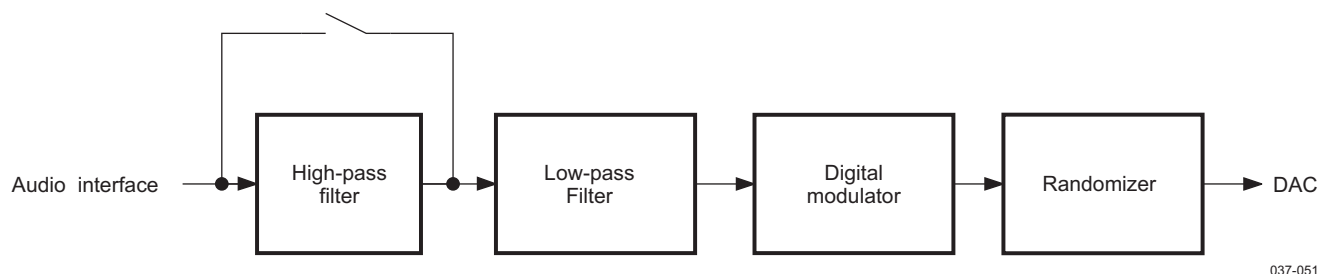 Audio interface
High-pass
filter
Low-pass
Filter
Digital
modulator
Randomizer
DAC
037-051